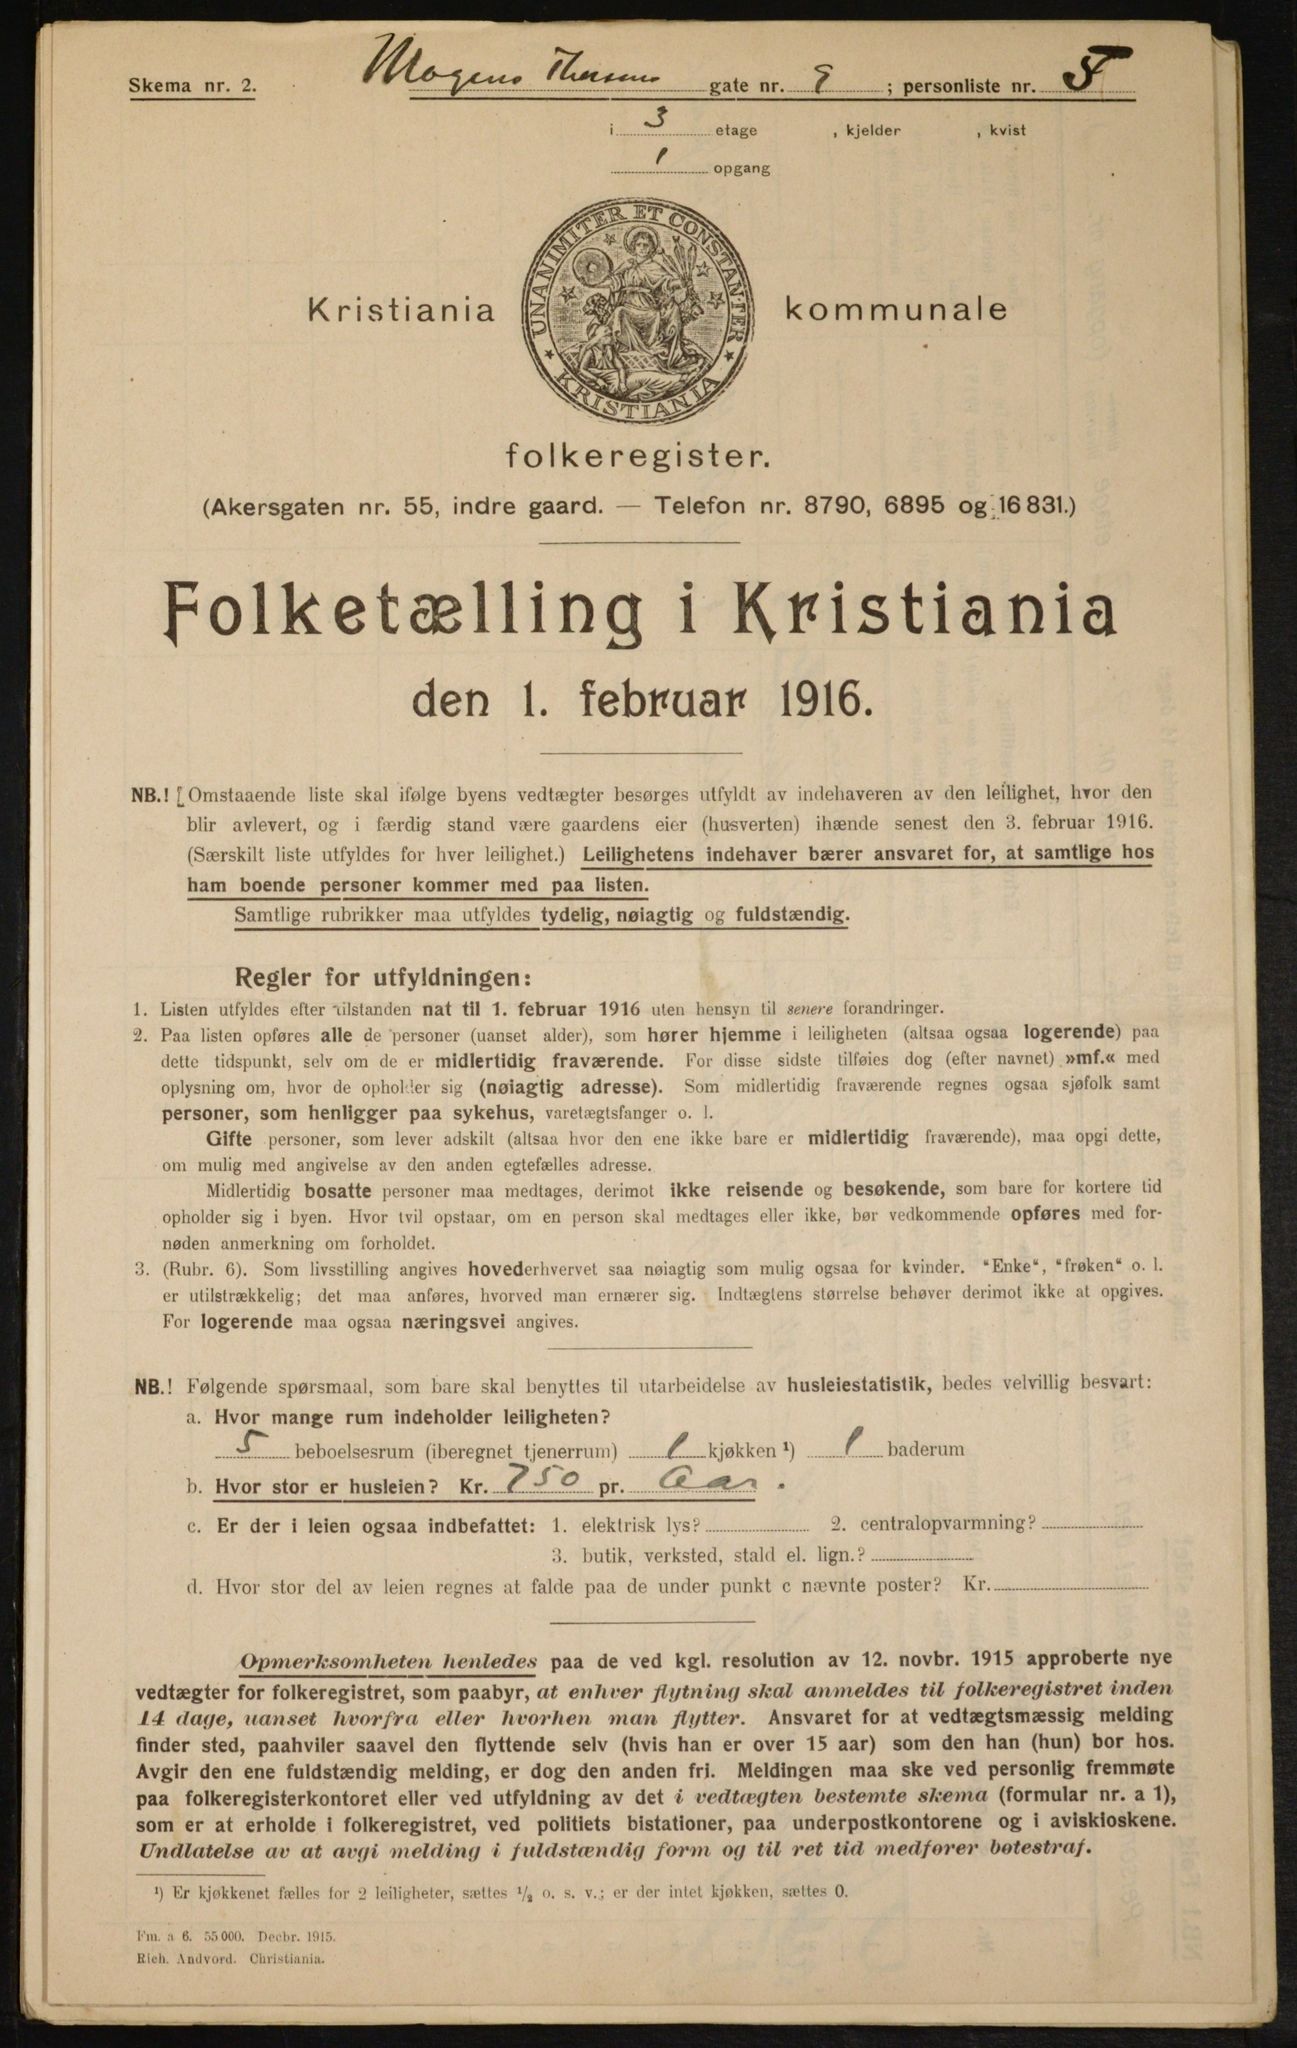 Skema nr. 2. Mogens Thorsens gate nr. 9 ; personliste nr.
i 3 etage , kjelder , kvist
1 opgang
UNANIMITER ET CONSTANTER
KRISTIANIA
Kristiania kommunale
folkeregister.
(Akersgaten nr. 55, indre gaard. — Telefon nr. 8790, 6895 og 16 831.)
Folketælling i Kristiania
den 1. februar 1916.
NB.! Omstaaende liste skal ifølge byens vedtægter besørges utfyldt av indehaveren av den leilighet, hvor den
blir avlevert, og i færdig stand være gaardens eier (husverten) ihænde senest den 3. februar 1916.
(Særskilt liste utfyldes for hver leilighet.) Leilighetens indehaver bærer ansvaret for, at samtlige hos
ham boende personer kommer med paa listen.
Samtlige rubrikker maa utfyldes tydelig, nøiagtig og fuldstændig.
Regler for utfyldningen:
1. Listen utfyldes efter tilstanden nat til 1. februar 1916 uten hensyn til senere forandringer.
2. Paa listen opføres alle de personer (uanset alder), som hører hjemme i leiligheten (altsaa ogsaa logerende) paa
dette tidspunkt, selv om de er midlertidig fraværende. For disse sidste tilføies dog (efter navnet) »mf.« med
oplysning om, hvor de opholder sig (nøiagtig adresse). Som midlertidig fraværende regnes ogsaa sjøfolk samt
personer, som henligger paa sykehus, varetægtsfanger o. l.
Gifte personer, som lever adskilt (altsaa hvor den ene ikke bare er midlertidig fraværende), maa opgi dette,
om mulig med angivelse av den anden egtefælles adresse.
Midlertidig bosatte personer maa medtages, derimot ikke reisende og besøkende, som bare for kortere tid
opholder sig i byen. Hvor tvil opstaar, om en person skal medtages eller ikke, bør vedkommende opføres med for-
nøden anmerkning om forholdet.
3. (Rubr. 6). Som livsstilling angives hovederhvervet saa nøiagtig som mulig ogsaa for kvinder. "Enke", "frøken" o. l.
er utilstrækkelig; det maa anføres, hvorved man ernærer sig. Indtægtens størrelse behøver derimot ikke at opgives.
For logerende maa ogsaa næringsvei angives.
NB.! Følgende spørsmaal, som bare skal benyttes til utarbeidelse av husleiestatistik, bedes velvillig besvart:
a. Hvor mange rum indeholder leiligheten?
5 beboelsesrum (iberegnet tjenerrum) 1 kjøkken ¹) 1 baderum
b. Hvor stor er husleien? Kr. 750 pr. Aar.
c. Er der i leien ogsaa indbefattet: 1. elektrisk lys? 2. centralopvarmning?
3. butik, verksted, stald el. lign.?
d. Hvor stor del av leien regnes at falde paa de under punkt c nævnte poster? Kr.
Opmerksomheten henledes paa de ved kgl. resolution av 12. novbr. 1915 approberte nye
vedtægter for folkeregistret, som paabyr, at enhver flytning skal anmeldes til folkeregistret inden
14 dage, uanset hvorfra eller hvorhen man flytter. Ansvaret for at vedtægtsmæssig melding
finder sted, paahviler saavel den flyttende selv (hvis han er over 15 aar) som den han (hun) bor hos.
Avgir den ene fuldstændig melding, er dog den anden fri. Meldingen maa ske ved personlig fremmøte
paa folkeregisterkontoret eller ved utfyldning av det i vedtægten bestemte skema (formular nr. a 1),
som er at erholde i folkeregistret, ved politiets bistationer, paa underpostkontorene og i aviskioskene.
Undlatelse av at avgi melding i fuldstændig form og til ret tid medfører bøtestraf.
¹) Er kjøkkenet fælles for 2 leiligheter, sættes ½ o. s. v.; er der intet kjøkken, sættes 0.
Fm. a 6. 55 000. Decbr. 1915.
Rich. Andvord. Christiania.